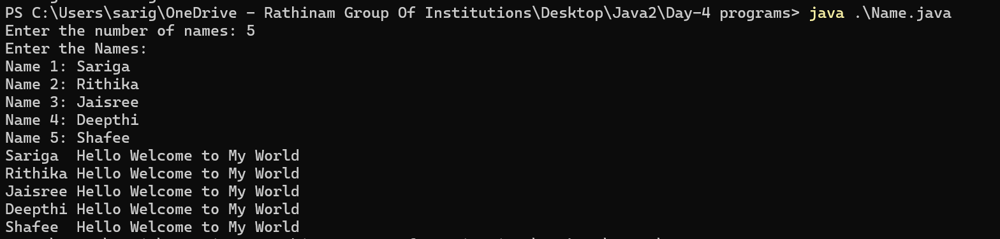 PS C:\Users\sarig\OneDrive - Rathinam Group Of Institutions\Desktop\Java2\Day-4 programs> java .\Name.java
Enter the number of names: 5
Enter the Names:
Name 1: Sariga
Name 2: Rithika
Name 3: Jaisree
Name 4: Deepthi
Name 5: Shafee
Sariga  Hello Welcome to My World
Rithika Hello Welcome to My World
Jaisree Hello Welcome to My World
Deepthi Hello Welcome to My World
Shafee  Hello Welcome to My World